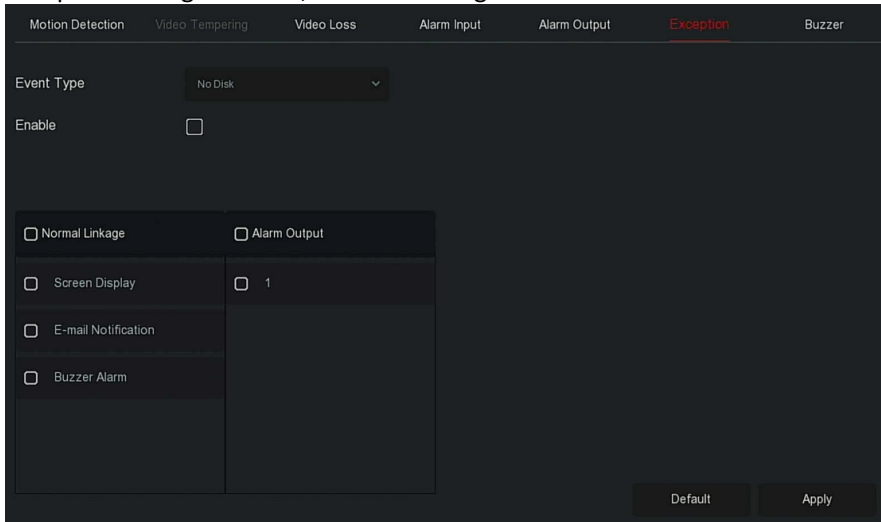 Motion Detection Video Tempering Video Loss Alarm Input Alarm Output Exception Buzzer
Event Type No Disk
Enable
Normal Linkage Alarm Output
Screen Display 1
E-mail Notification
Buzzer Alarm
Default Apply